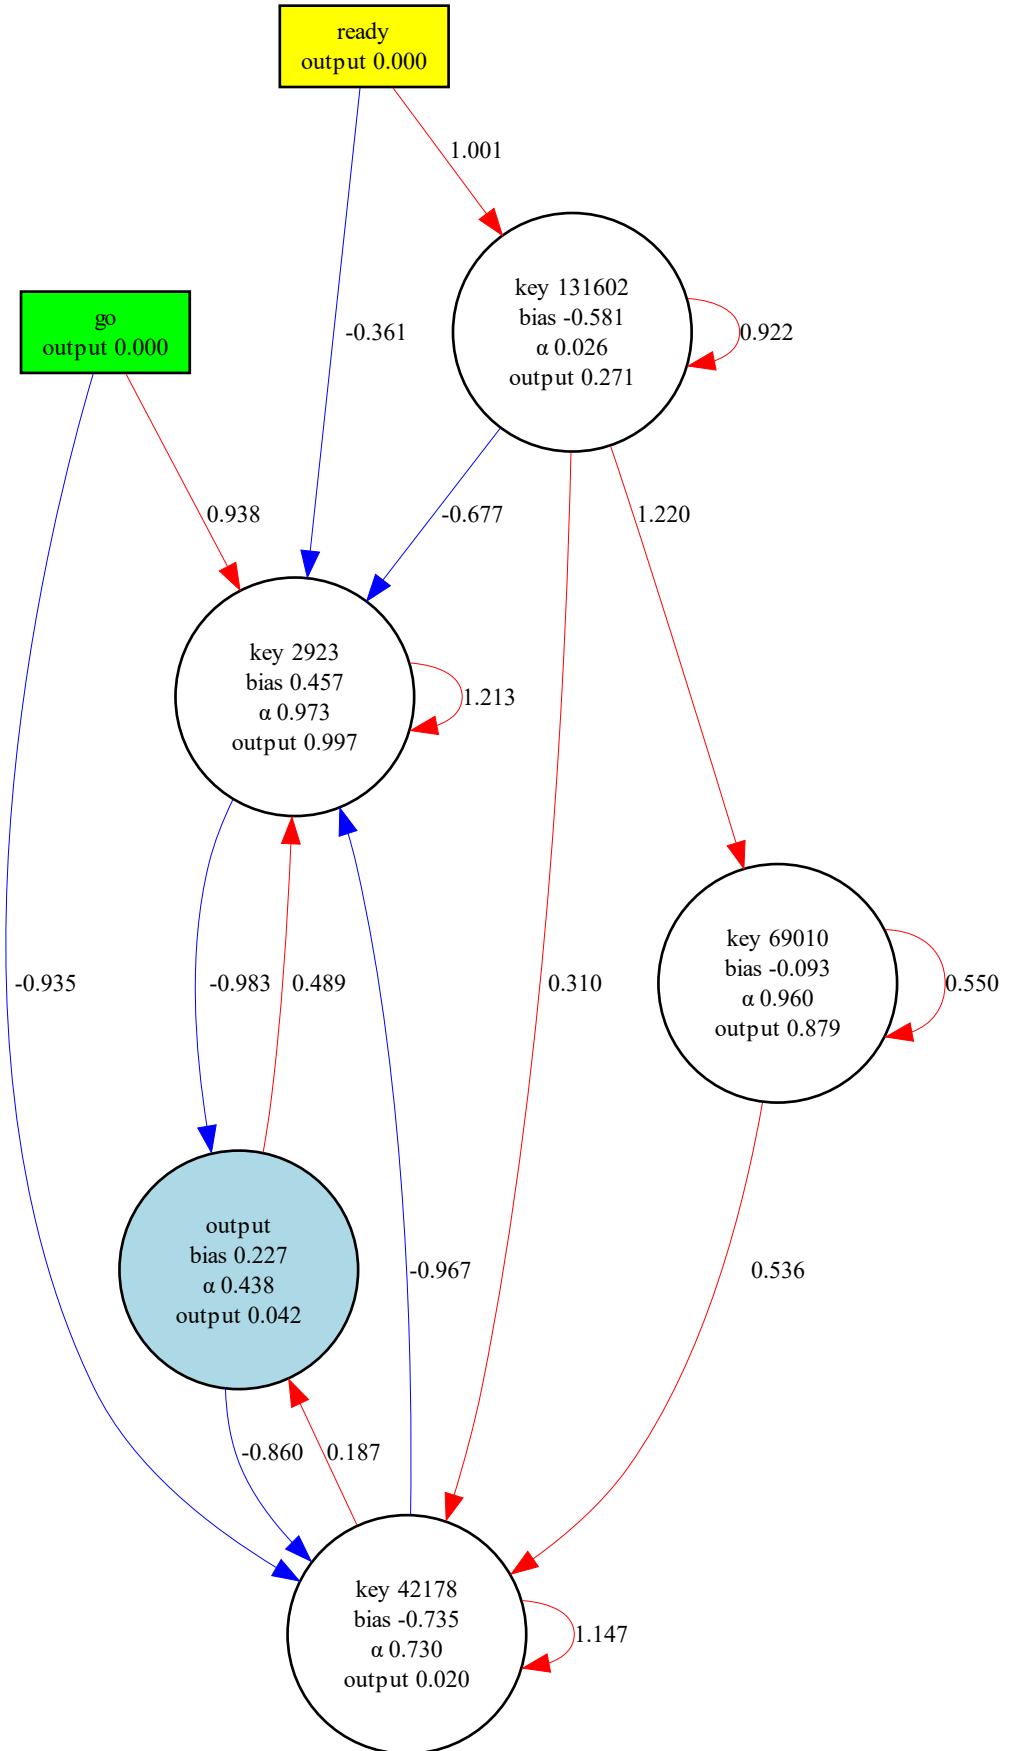 ready
output 0.000
1.001
key 131602
bias -0.581
α 0.026
output 0.271
0.922
go
output 0.000
-0.361
0.938
-0.677
1.220
key 2923
bias 0.457
α 0.973
output 0.997
1.213
key 69010
bias -0.093
α 0.960
output 0.879
0.550
-0.935
-0.983
0.489
0.310
output
bias 0.227
α 0.438
output 0.042
-0.967
0.536
-0.860
0.187
key 42178
bias -0.735
α 0.730
output 0.020
1.147